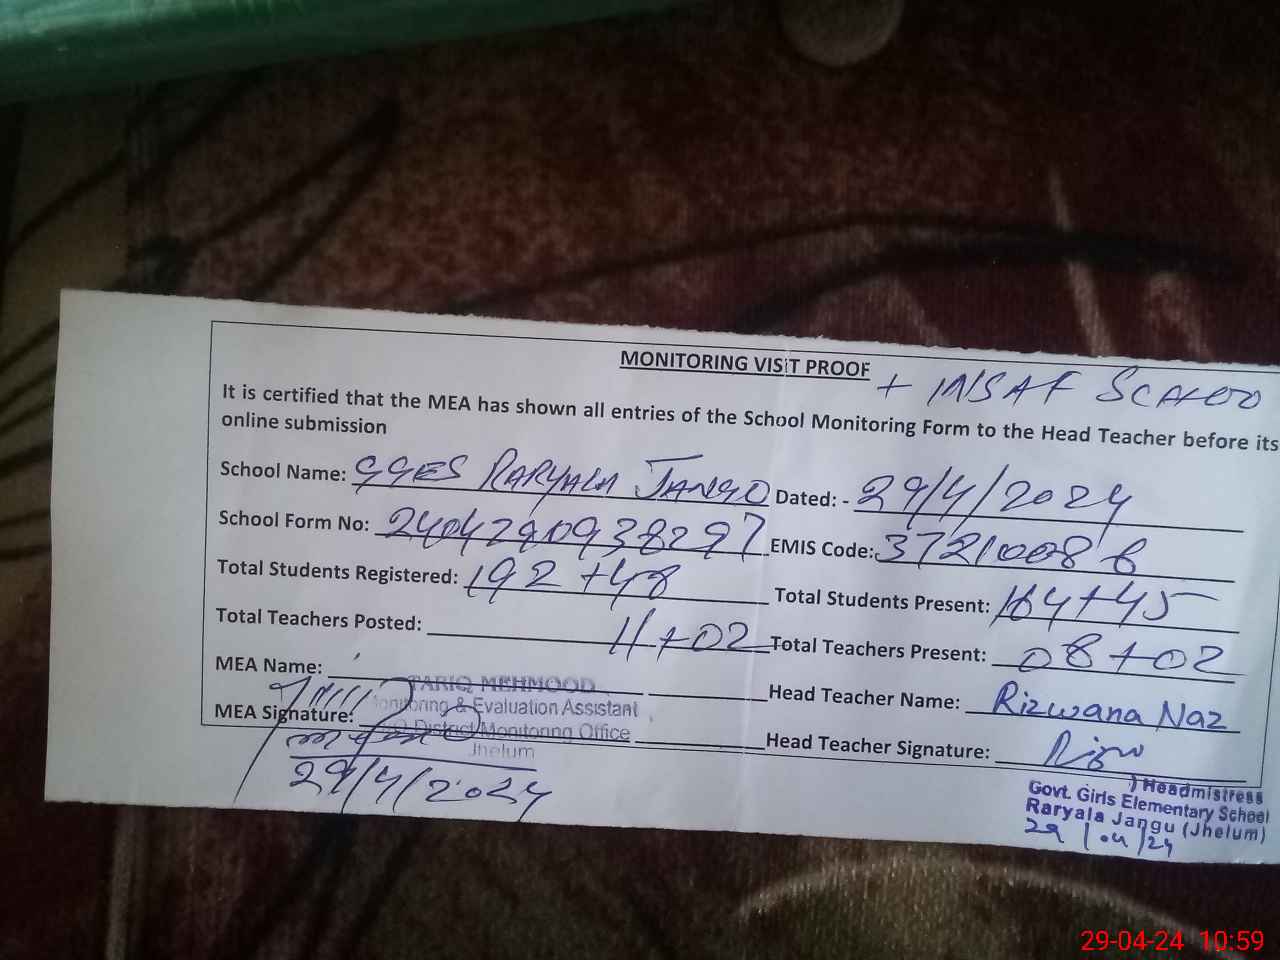 MONITORING VISIT PROOF
+ INSAF SCHOO
It is certified that the MEA has shown all entries of the School Monitoring Form to the Head Teacher before its
online submission
School Name: GGES RARYALA JANGO Dated: - 29/4/2024
School Form No: 2404290938297 EMIS Code: 37210086
Total Students Registered: 192 +48 Total Students Present: 164+45
Total Teachers Posted: 11+02 Total Teachers Present: 08+02
MEA Name: TARIQ MEHMOOD Head Teacher Name: Rizwana Naz
Monitoring & Evaluation Assistant
MEA Signature: District Monitoring Office Head Teacher Signature:
Jhelum
29/4/2024
Headmistress
Govt. Girls Elementary School
Raryala Jangu (Jhelum)
29/04/24
29-04-24 10:59